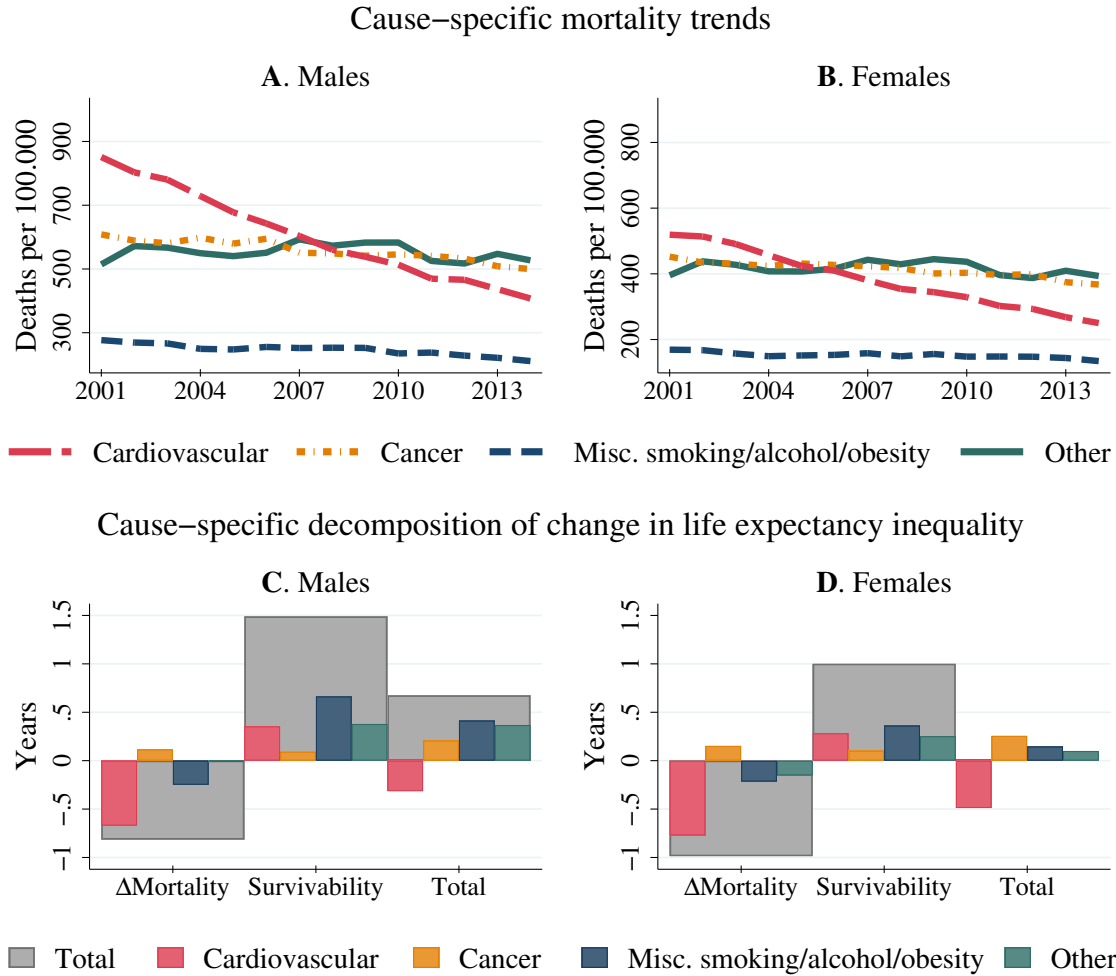 Cause−specific mortality trends
A. Males
B. Females
Deaths per 100.000
900
700
500
300
2001 2004 2007 2010 2013
Deaths per 100.000
800
600
400
200
2001 2004 2007 2010 2013
Cardiovascular Cancer Misc. smoking/alcohol/obesity Other
Cause−specific decomposition of change in life expectancy inequality
C. Males
D. Females
Years
1.5
1
.5
0
−.5
−1
ΔMortality Survivability Total
Years
1.5
1
.5
0
−.5
−1
ΔMortality Survivability Total
Total Cardiovascular Cancer Misc. smoking/alcohol/obesity Other